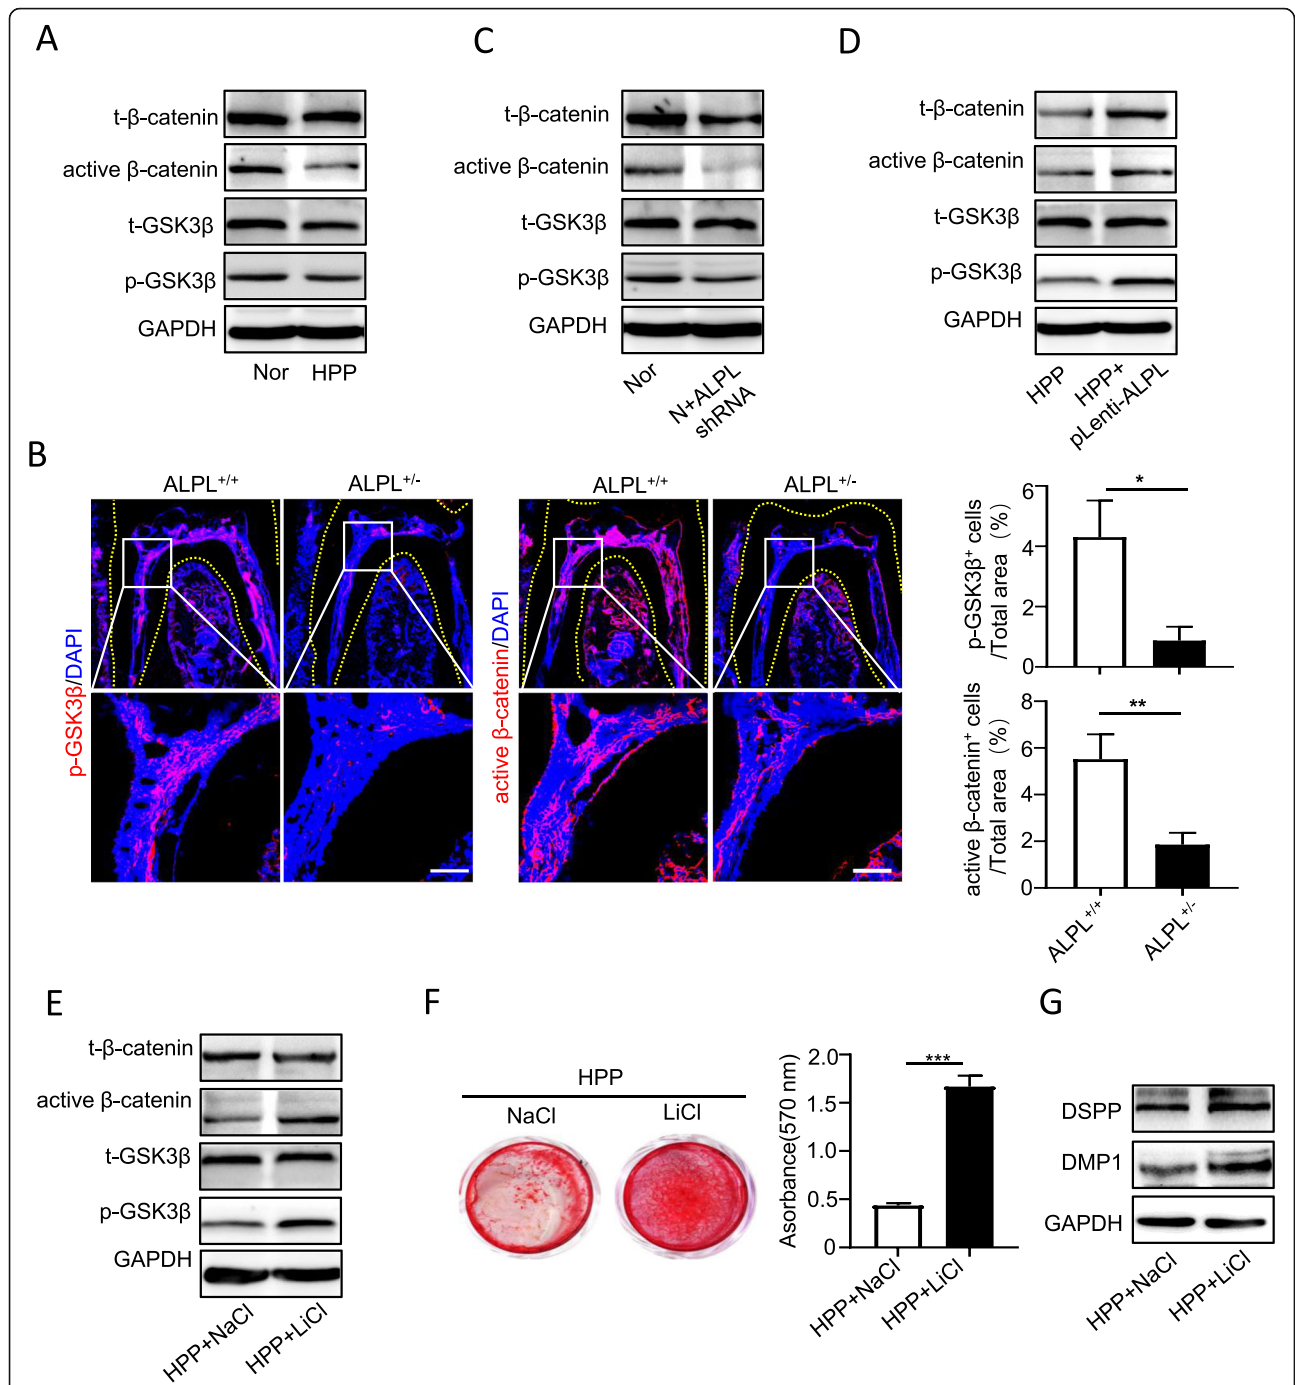 A
t-β-catenin
active β-catenin
t-GSK3β
p-GSK3β
GAPDH
Nor HPP
C
t-β-catenin
active β-catenin
t-GSK3β
p-GSK3β
GAPDH
Nor
N+ALPL
shRNA
D
t-β-catenin
active β-catenin
t-GSK3β
p-GSK3β
GAPDH
HPP
HPP+
pLenti-ALPL
B
ALPL+/+ ALPL+/-
p-GSK3β/DAPI
ALPL+/+ ALPL+/-
active β-catenin/DAPI
p-GSK3β+ cells
/Total area (%)
6
4
2
0
*
active β-catenin+ cells
/Total area (%)
8
6
4
2
0
**
ALPL+/+
ALPL+/-
E
t-β-catenin
active β-catenin
t-GSK3β
p-GSK3β
GAPDH
HPP+NaCl
HPP+LiCl
F
HPP
NaCl LiCl
Asorbance(570 nm)
2.0
1.5
1.0
0.5
0
***
HPP+NaCl
HPP+LiCl
G
DSPP
DMP1
GAPDH
HPP+NaCl
HPP+LiCl